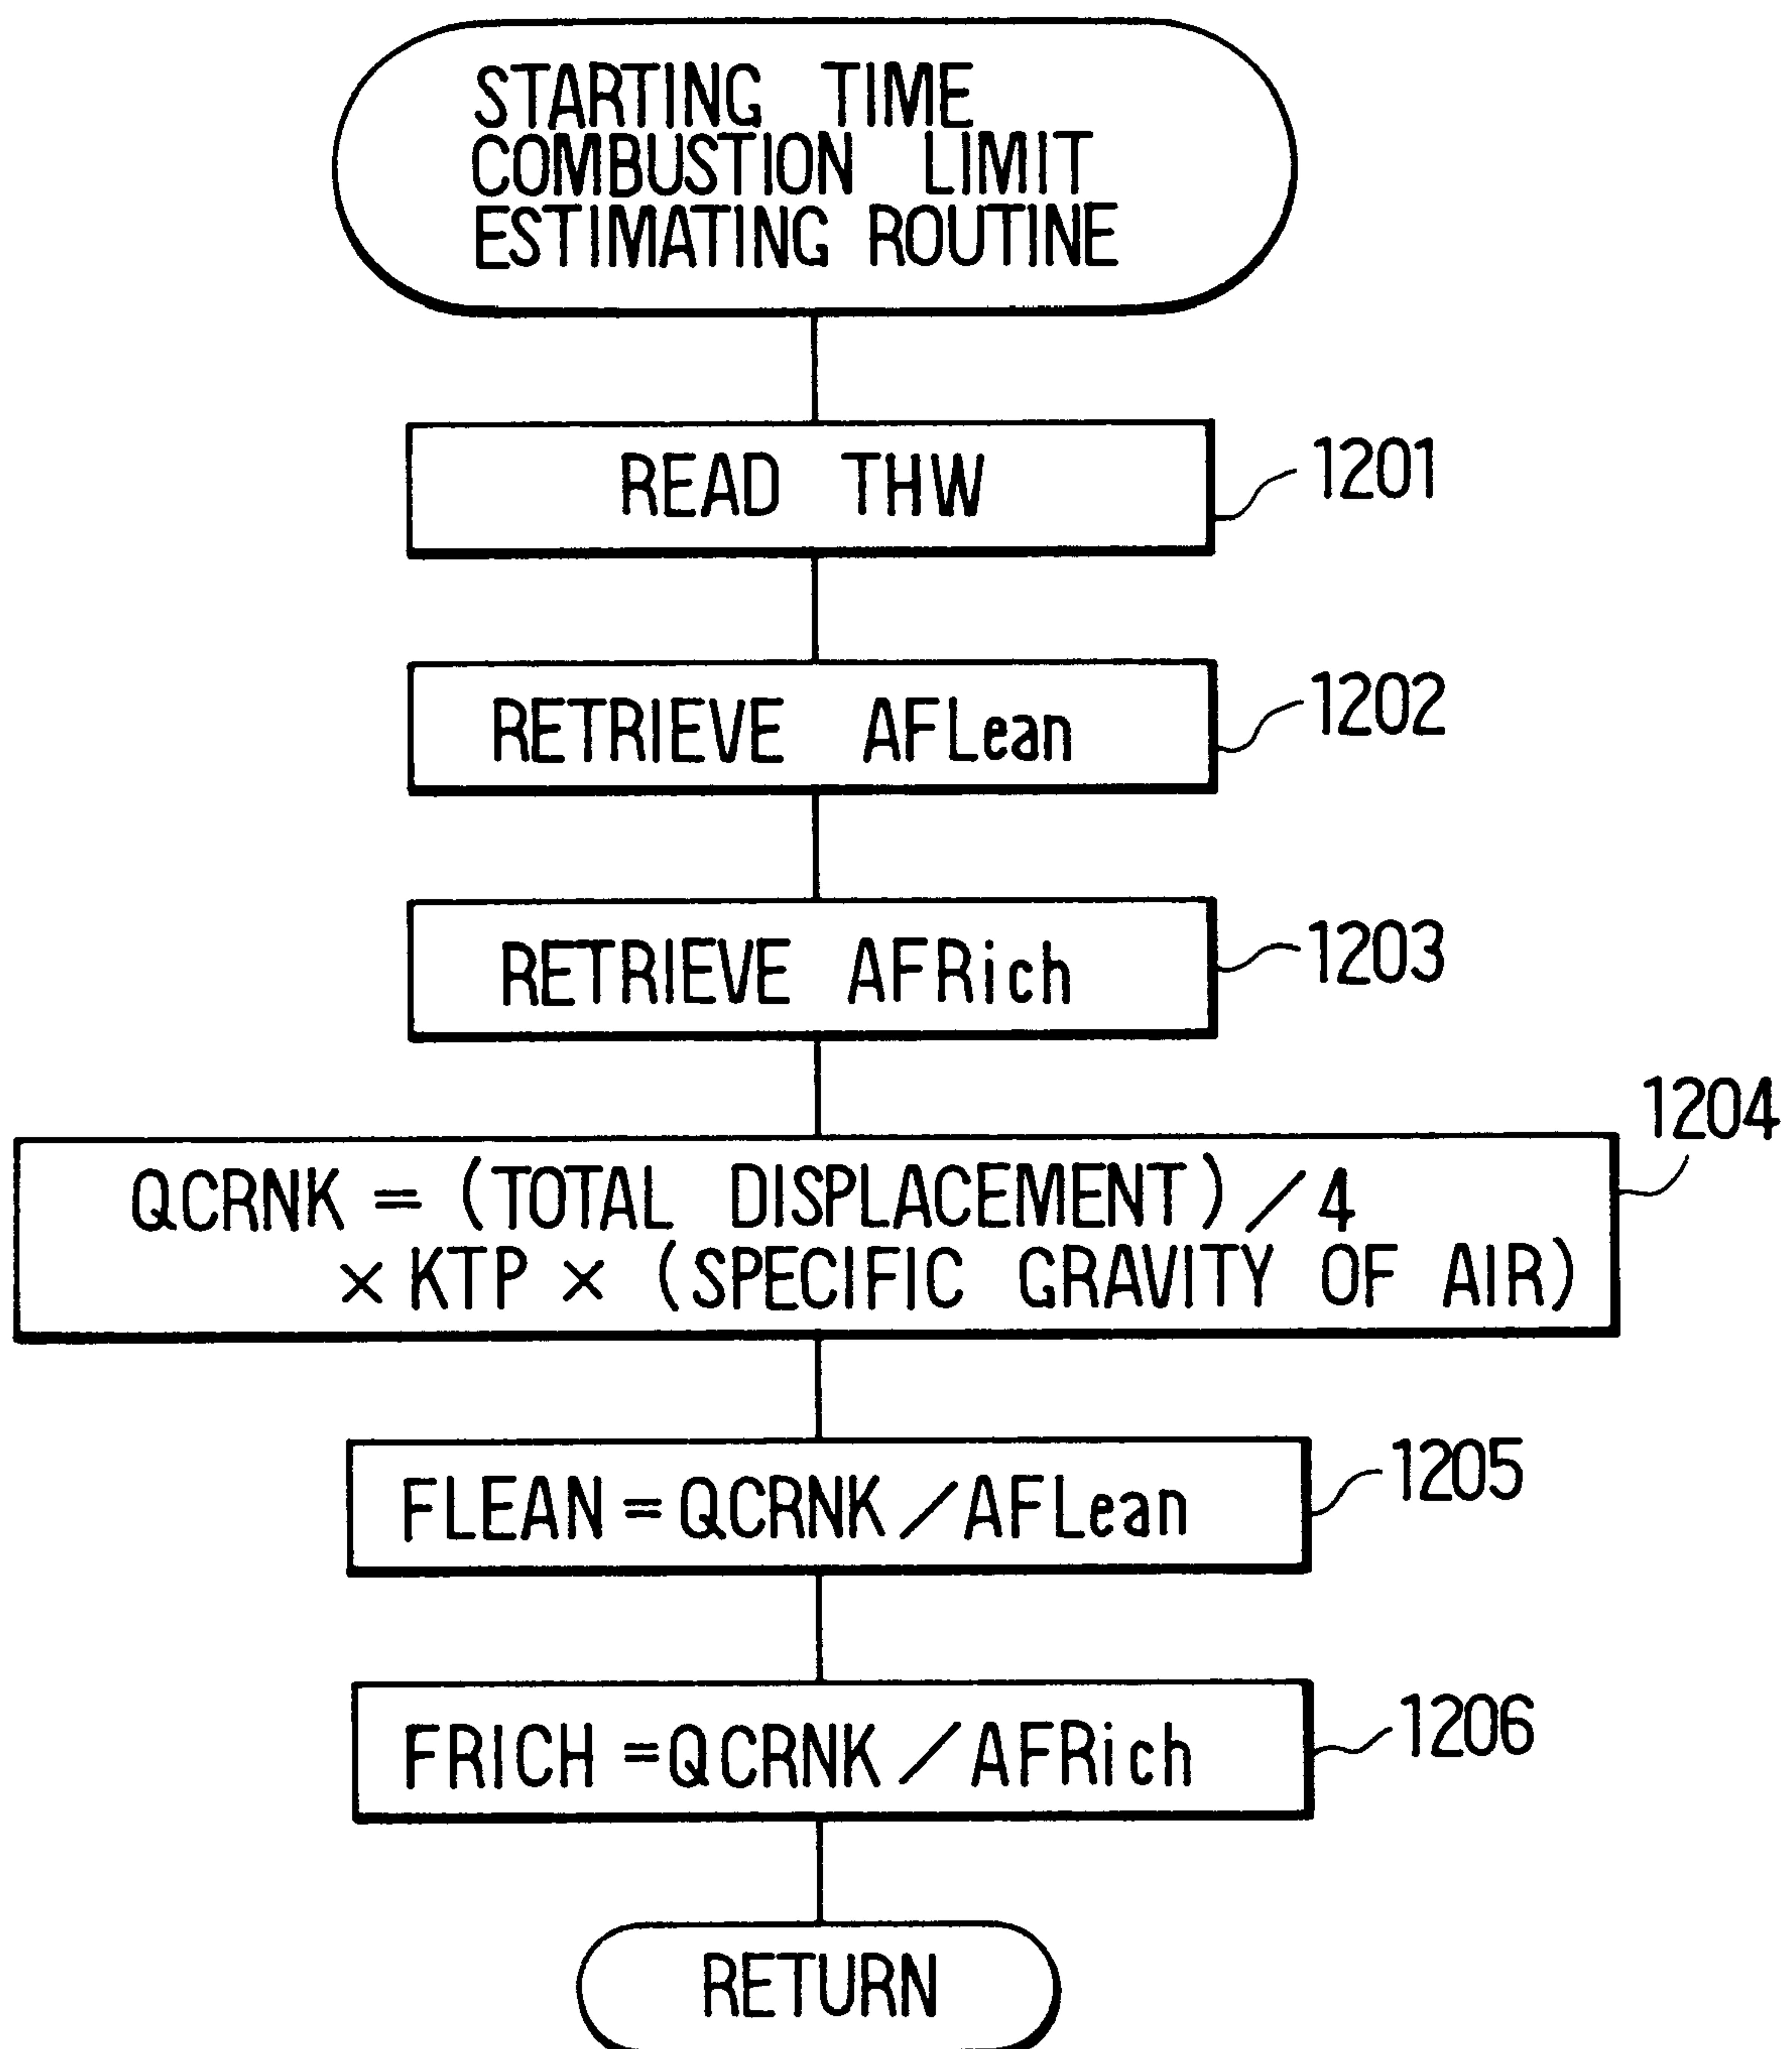 STARTING TIME
COMBUSTION LIMIT
ESTIMATING ROUTINE
READ THW
1201
RETRIEVE AFLean
1202
RETRIEVE AFRich
1203
1204
QCRNK = (TOTAL DISPLACEMENT) / 4
× KTP × (SPECIFIC GRAVITY OF AIR)
FLEAN = QCRNK / AFLean
1205
FRICH = QCRNK / AFRich
1206
RETURN